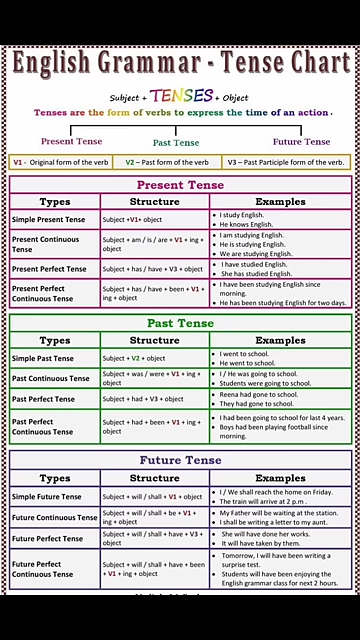 English Grammar - Tense Chart
Subject + TENSES + Object
Tenses are the form of verbs to express the time of an action.
Present Tense Past Tense Future Tense
V1 - Original form of the verb V2 – Past form of the verb V3 – Past Participle form of the verb.
Present Tense
Types Structure Examples
Simple Present Tense Subject +V1+ object • I study English.
• He knows English.
Present Continuous Tense Subject + am / is / are + V1 + ing + object • I am studying English.
• He is studying English.
• We are studying English.
Present Perfect Tense Subject + has / have + V3 + object • I have studied English.
• She has studied English.
Present Perfect Continuous Tense Subject + has / have + been + V1 + ing + object • I have been studying English since morning.
• He has been studying English for two days.
Past Tense
Types Structure Examples
Simple Past Tense Subject + V2 + object • I went to school.
• He went to school.
Past Continuous Tense Subject + was / were + V1 + ing + object • I / He was going to school.
• Students were going to school.
Past Perfect Tense Subject + had + V3 + object • Reena had gone to school.
• They had gone to school.
Past Perfect Continuous Tense Subject + had + been + V1 + ing + object • I had been going to school for last 4 years.
• Boys had been playing football since morning.
Future Tense
Types Structure Examples
Simple Future Tense Subject + will / shall + V1 + object • I / We shall reach the home on Friday.
• The train will arrive at 2 p.m .
Future Continuous Tense Subject + will / shall + be + V1 + ing + object • My Father will be waiting at the station.
• I shall be writing a letter to my aunt.
Future Perfect Tense Subject + will / shall + have + V3 + object • She will have done her works.
• It will have taken by them.
Future Perfect Continuous Tense Subject + will / shall + have + been + V1 + ing + object • Tomorrow, I will have been writing a surprise test.
• Students will have been enjoying the English grammar class for next 2 hours.